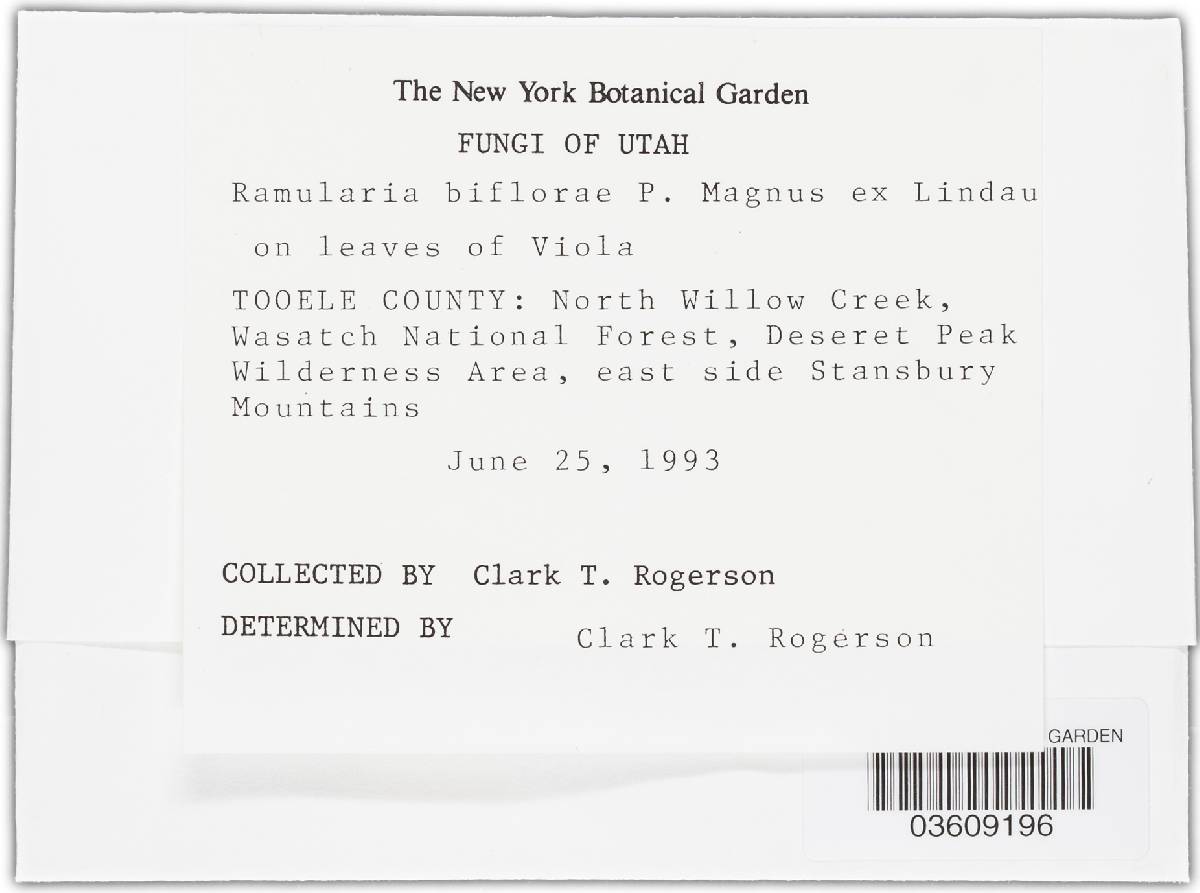 The New York Botanical Garden
FUNGI OF UTAH
Ramularia biflorae P. Magnus ex Lindau
on leaves of Viola
TOOELE COUNTY: North Willow Creek,
Wasatch National Forest, Deseret Peak
Wilderness Area, east side Stansbury
Mountains
June 25, 1993
COLLECTED BY Clark T. Rogerson
DETERMINED BY Clark T. Rogerson
GARDEN
03609196